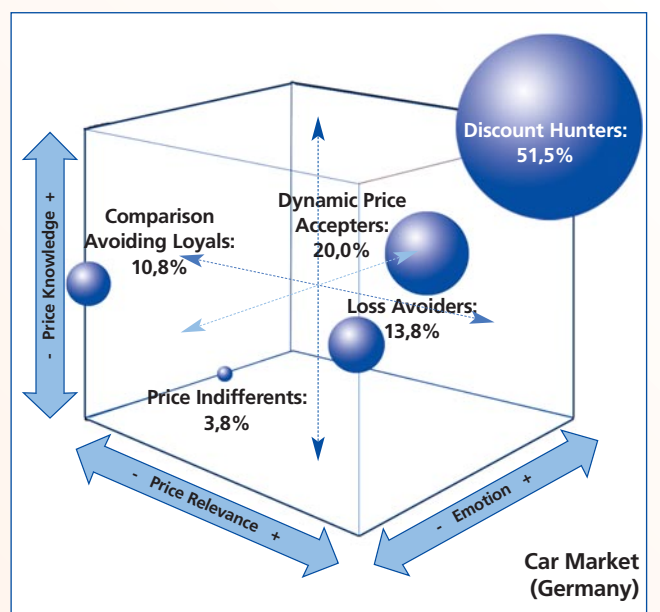 Discount Hunters:
51,5%
Dynamic Price
Accepters:
20,0%
Comparison
Avoiding Loyals:
10,8%
Loss Avoiders:
13,8%
Price Indifferents:
3,8%
- Price Knowledge +
- Price Relevance +
- Emotion +
Car Market
(Germany)